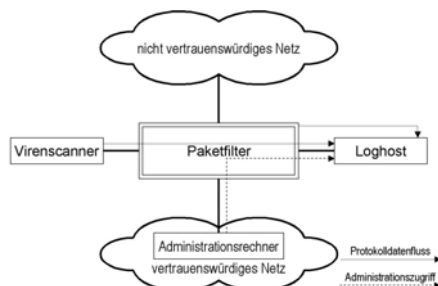 nicht vertrauenswürdiges Netz
Virenscanner
Paketfilter
Loghost
Administrationsrechner
vertrauenswürdiges Netz
Protokolldatenfluss
Administrationszugriff